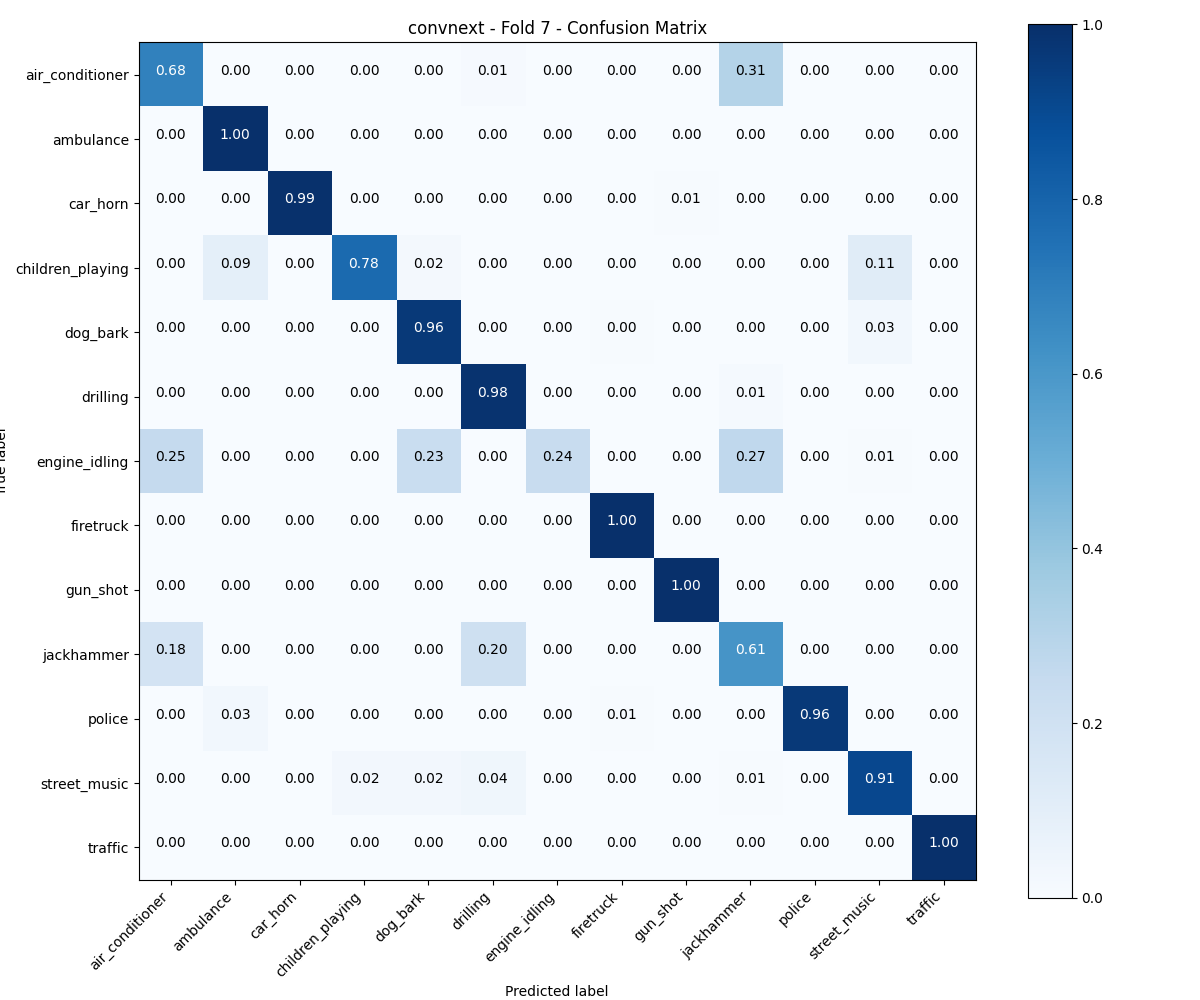 convnext - Fold 7 - Confusion Matrix
air_conditioner 0.68 0.00 0.00 0.00 0.00 0.01 0.00 0.00 0.00 0.31 0.00 0.00 0.00
ambulance 0.00 1.00 0.00 0.00 0.00 0.00 0.00 0.00 0.00 0.00 0.00 0.00 0.00
car_horn 0.00 0.00 0.99 0.00 0.00 0.00 0.00 0.00 0.01 0.00 0.00 0.00 0.00
children_playing 0.00 0.09 0.00 0.78 0.02 0.00 0.00 0.00 0.00 0.00 0.00 0.11 0.00
dog_bark 0.00 0.00 0.00 0.00 0.96 0.00 0.00 0.00 0.00 0.00 0.00 0.03 0.00
drilling 0.00 0.00 0.00 0.00 0.00 0.98 0.00 0.00 0.00 0.01 0.00 0.00 0.00
engine_idling 0.25 0.00 0.00 0.00 0.23 0.00 0.24 0.00 0.00 0.27 0.00 0.01 0.00
firetruck 0.00 0.00 0.00 0.00 0.00 0.00 0.00 1.00 0.00 0.00 0.00 0.00 0.00
gun_shot 0.00 0.00 0.00 0.00 0.00 0.00 0.00 0.00 1.00 0.00 0.00 0.00 0.00
jackhammer 0.18 0.00 0.00 0.00 0.00 0.20 0.00 0.00 0.00 0.61 0.00 0.00 0.00
police 0.00 0.03 0.00 0.00 0.00 0.00 0.00 0.01 0.00 0.00 0.96 0.00 0.00
street_music 0.00 0.00 0.00 0.02 0.02 0.04 0.00 0.00 0.00 0.01 0.00 0.91 0.00
traffic 0.00 0.00 0.00 0.00 0.00 0.00 0.00 0.00 0.00 0.00 0.00 0.00 1.00
air_conditioner ambulance car_horn children_playing dog_bark drilling engine_idling firetruck gun_shot jackhammer police street_music traffic
Predicted label
1.0
0.8
0.6
0.4
0.2
0.0